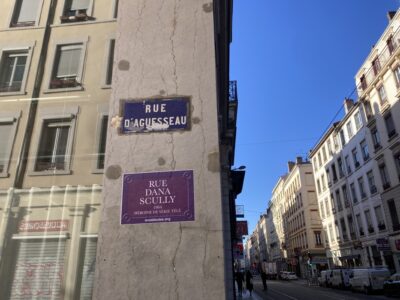 RUE
D'AGUESSEAU
RUE
DANA
SCULLY
1964
HÉROÏNE DE SÉRIE TÉLÉ